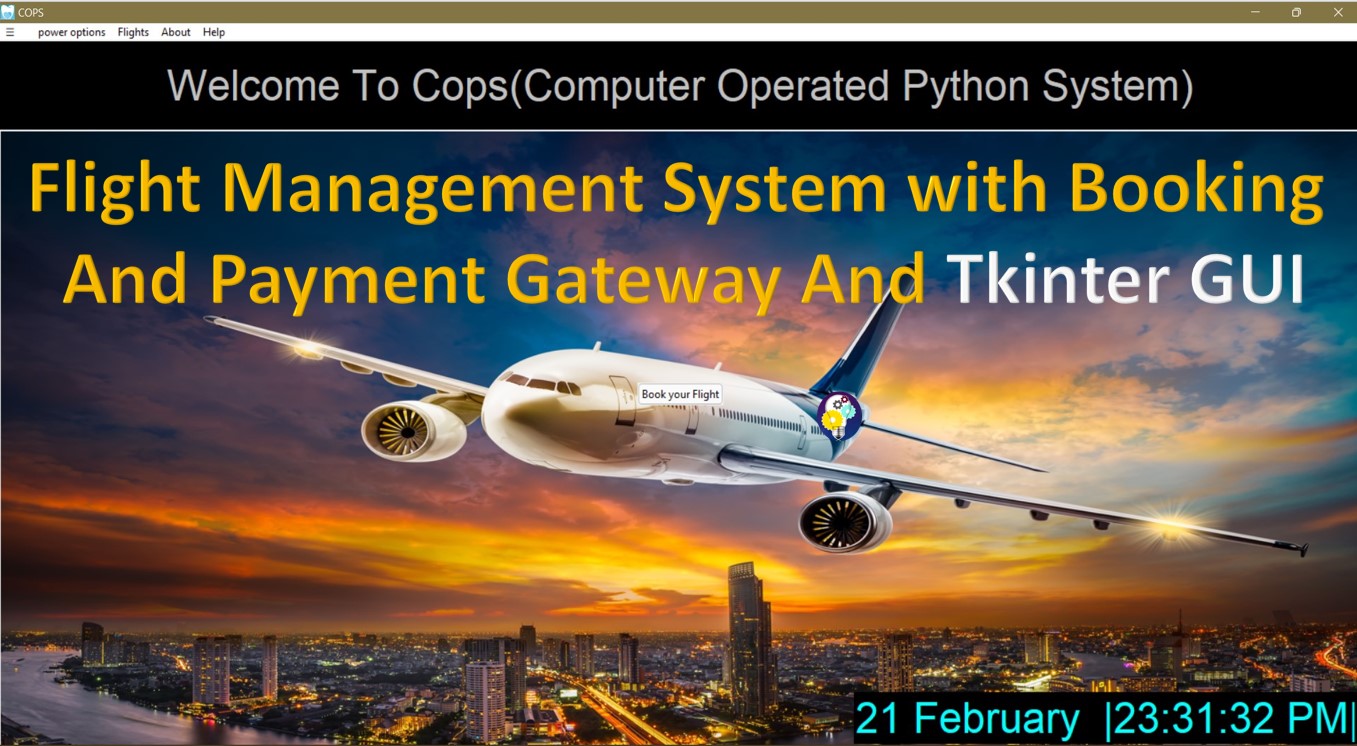 COPS
☰ power options Flights About Help
Welcome To Cops(Computer Operated Python System)
Flight Management System with Booking
And Payment Gateway And Tkinter GUI
Book your Flight
21 February |23:31:32 PM|